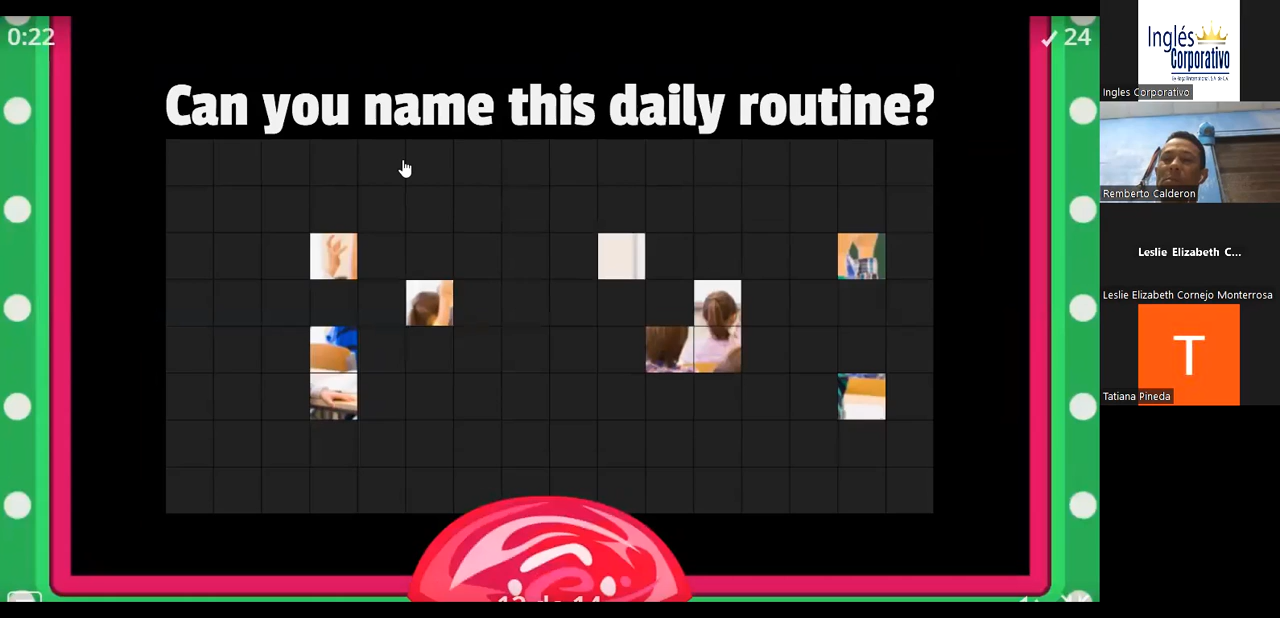 0:22
24
Can you name this daily routine?
Inglés
Corporativo
Ingles Corporativo
Remberto Calderon
Leslie Elizabeth C...
Leslie Elizabeth Cornejo Monterrosa
T
Tatiana Pineda